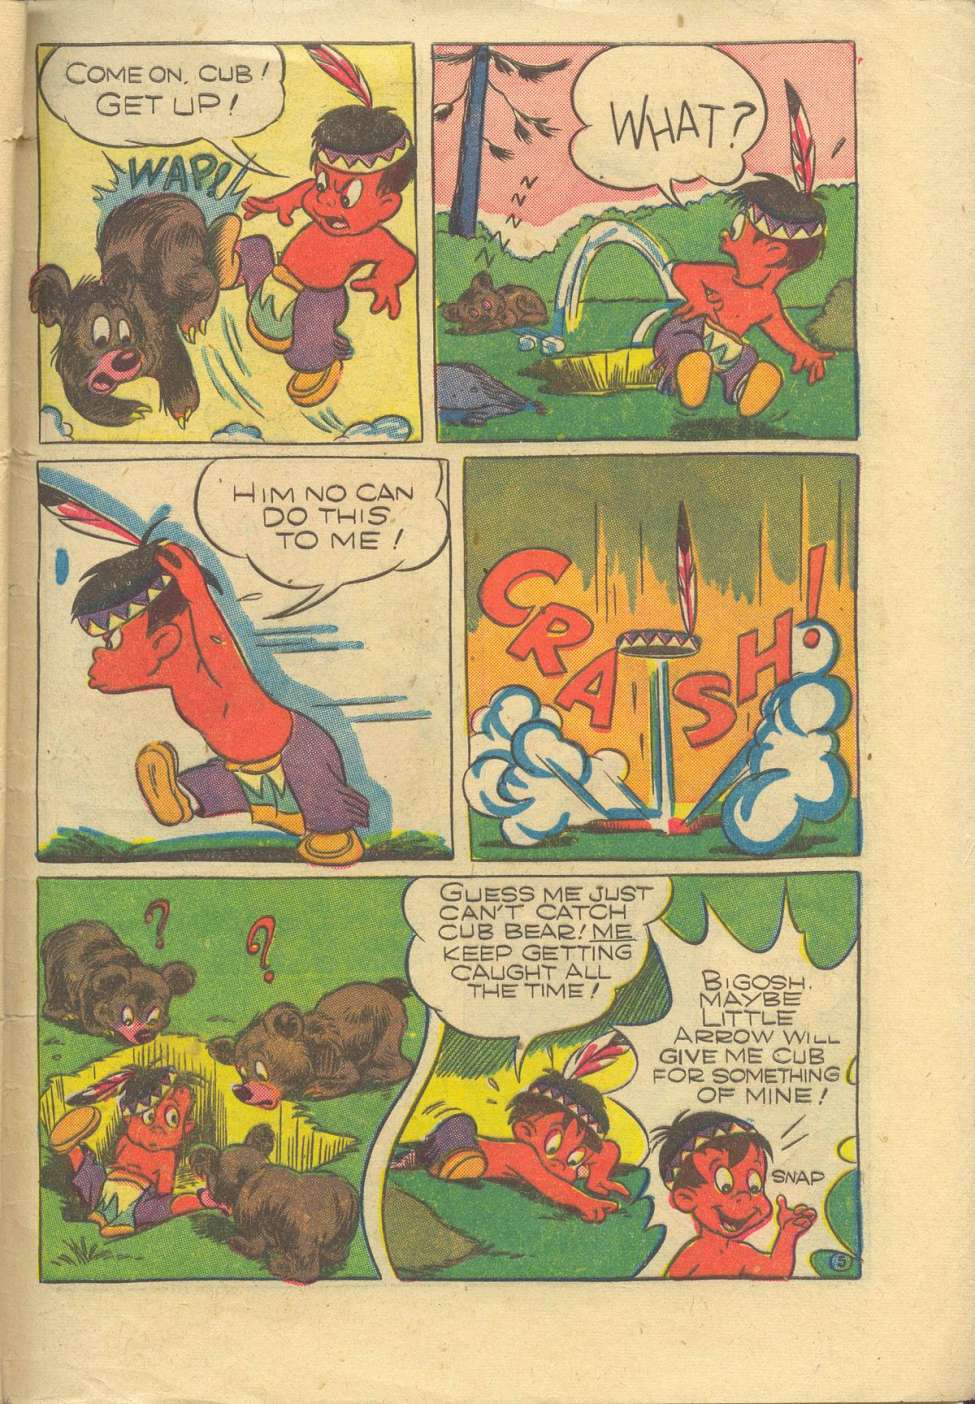 COME ON, CUB!
GET UP!
WAP!
WHAT?
Z
Z
Z
Z
Z
HIM NO CAN
DO THIS
TO ME!
CRASH!
?
?
GUESS ME JUST
CAN'T CATCH
CUB BEAR! ME
KEEP GETTING
CAUGHT ALL
THE TIME!
BIGOSH,
MAYBE
LITTLE
ARROW WILL
GIVE ME CUB
FOR SOMETHING
OF MINE!
SNAP
5